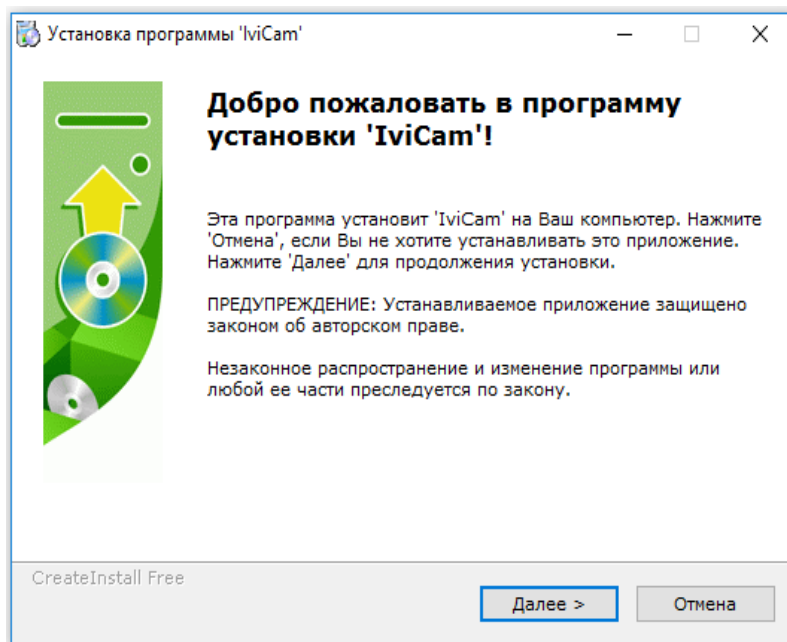 Установка программы 'IviCam'
Добро пожаловать в программу
установки 'IviCam'!
Эта программа установит 'IviCam' на Ваш компьютер. Нажмите
'Отмена', если Вы не хотите устанавливать это приложение.
Нажмите 'Далее' для продолжения установки.
ПРЕДУПРЕЖДЕНИЕ: Устанавливаемое приложение защищено
законом об авторском праве.
Незаконное распространение и изменение программы или
любой ее части преследуется по закону.
CreateInstall Free
Далее >
Отмена